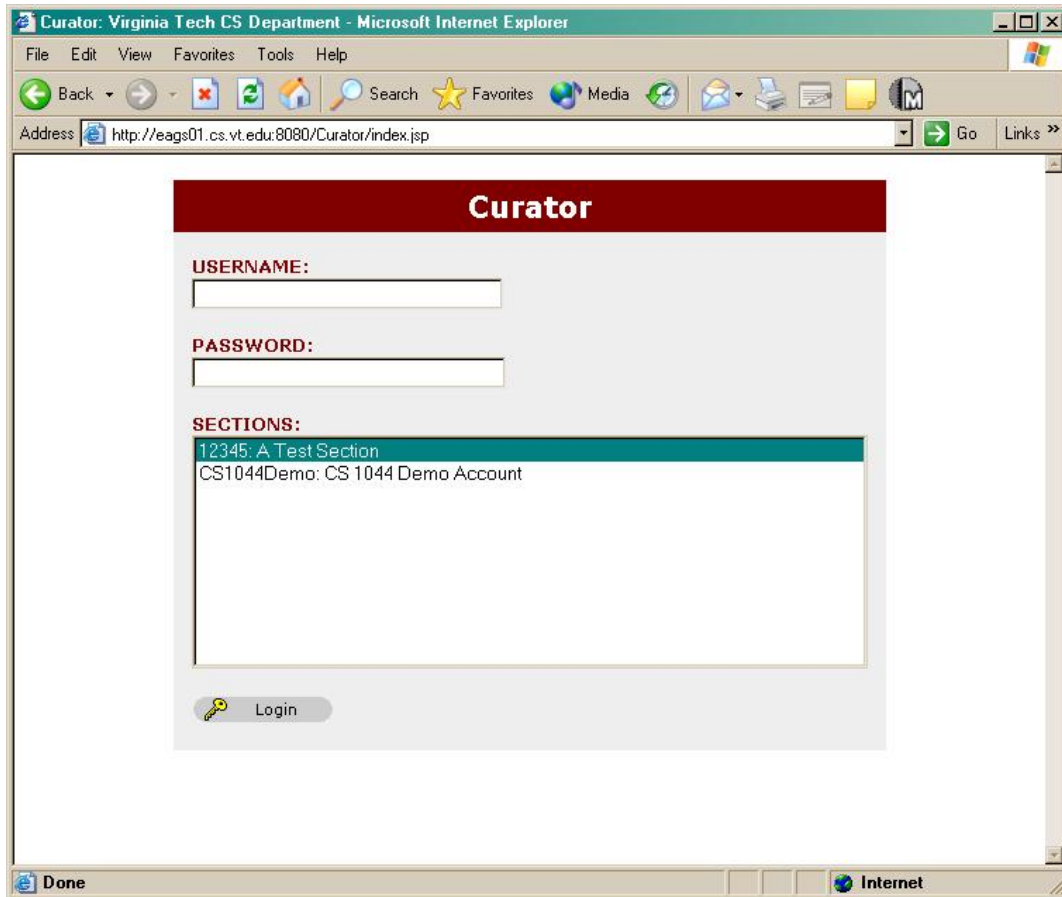 Curator: Virginia Tech CS Department - Microsoft Internet Explorer
File Edit View Favorites Tools Help
Back Search Favorites Media M
Address http://eags01.cs.vt.edu:8080/Curator/index.jsp Go Links »
Curator
USERNAME:
PASSWORD:
SECTIONS:
12345: A Test Section
CS1044Demo: CS 1044 Demo Account
Login
Done Internet